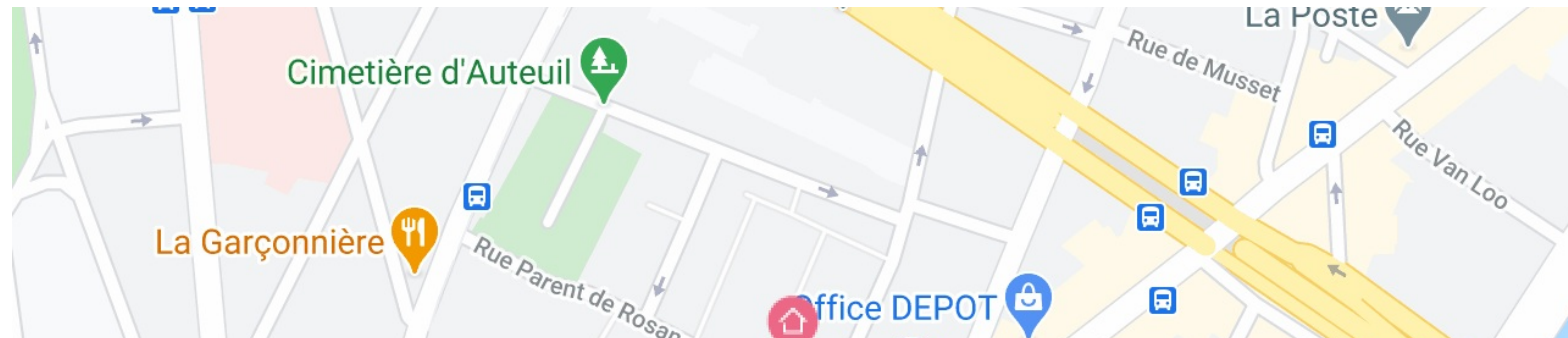 La Poste
Rue de Musset
Cimetière d'Auteuil
Rue Van Loo
La Garçonnière
Rue Parent de Rosan
Office DEPOT